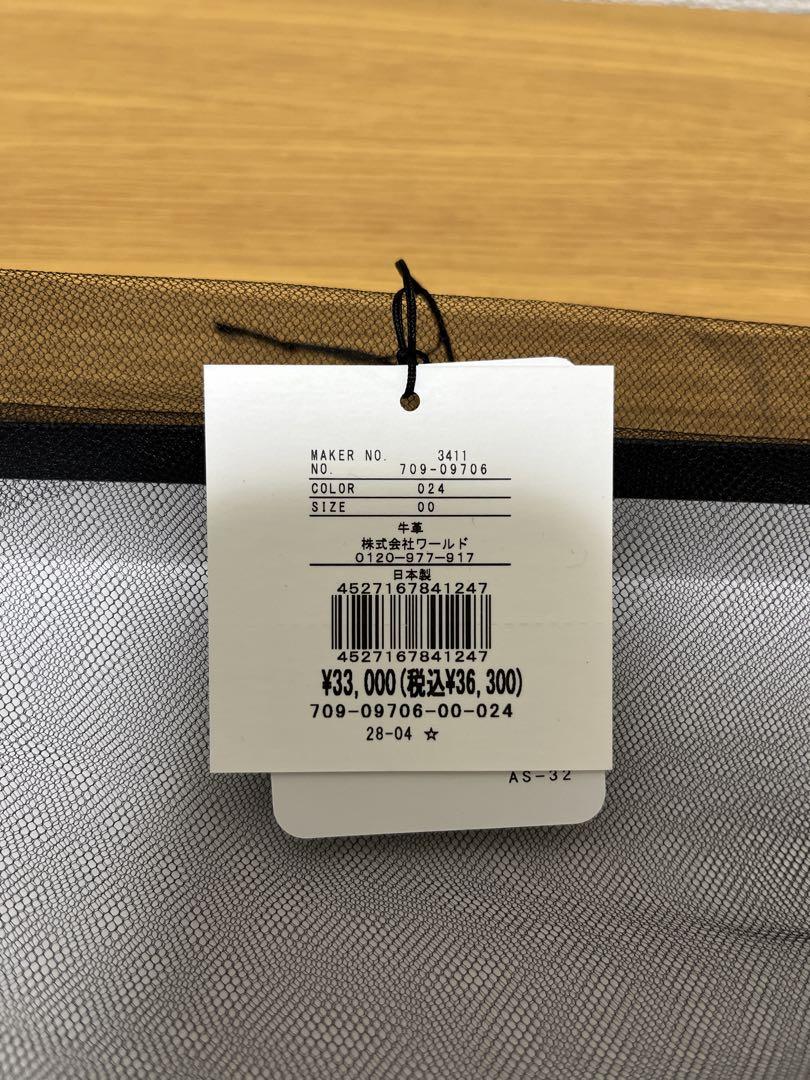 MAKER NO. 3411
NO. 709-09706
COLOR 024
SIZE 00
牛革
株式会社ワールド
0120-977-917
日本製
4527167841247
4527167841247
¥33,000(税込¥36,300)
709-09706-00-024
28-04 ☆
AS-32